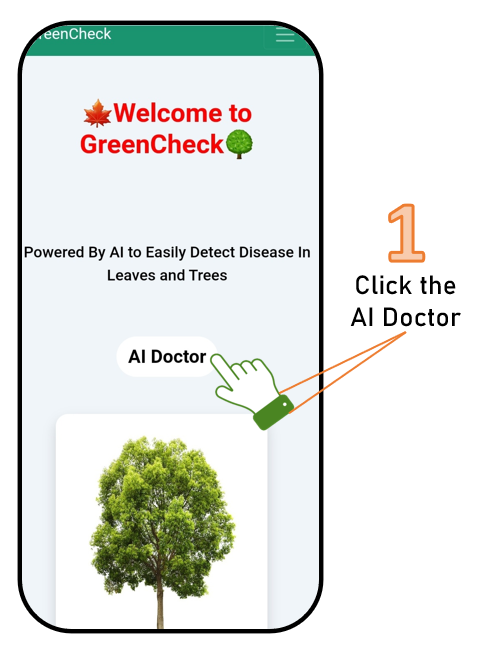 reenCheck
Welcome to
GreenCheck
Powered By AI to Easily Detect Disease In
Leaves and Trees
AI Doctor
1
Click the
AI Doctor